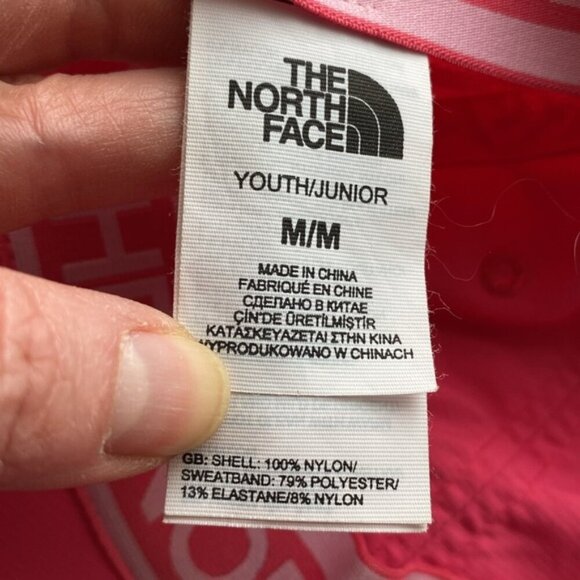 THE
NORTH
FACE
YOUTH/JUNIOR
M/M
MADE IN CHINA
FABRIQUÉ EN CHINE
СДЕЛАНО В КИТАЕ
ÇİN'DE ÜRETİLMİŞTİR
ΚΑΤΑΣΚΕΥΑΖΕΤΑΙ ΣΤΗΝ ΚΙΝΑ
WYPRODUKOWANO W CHINACH
GB: SHELL: 100% NYLON/
SWEATBAND: 79% POLYESTER/
13% ELASTANE/8% NYLON